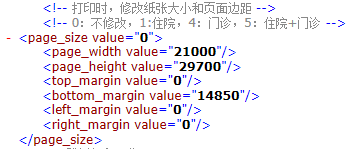 <!-- 打印时，修改纸张大小和页面边距 -->
<!-- 0：不修改，1:住院，4：门诊，5：住院+门诊 -->
- <page_size value="0">
<page_width value="21000"/>
<page_height value="29700"/>
<top_margin value="0"/>
<bottom_margin value="14850"/>
<left_margin value="0"/>
<right_margin value="0"/>
</page_size>